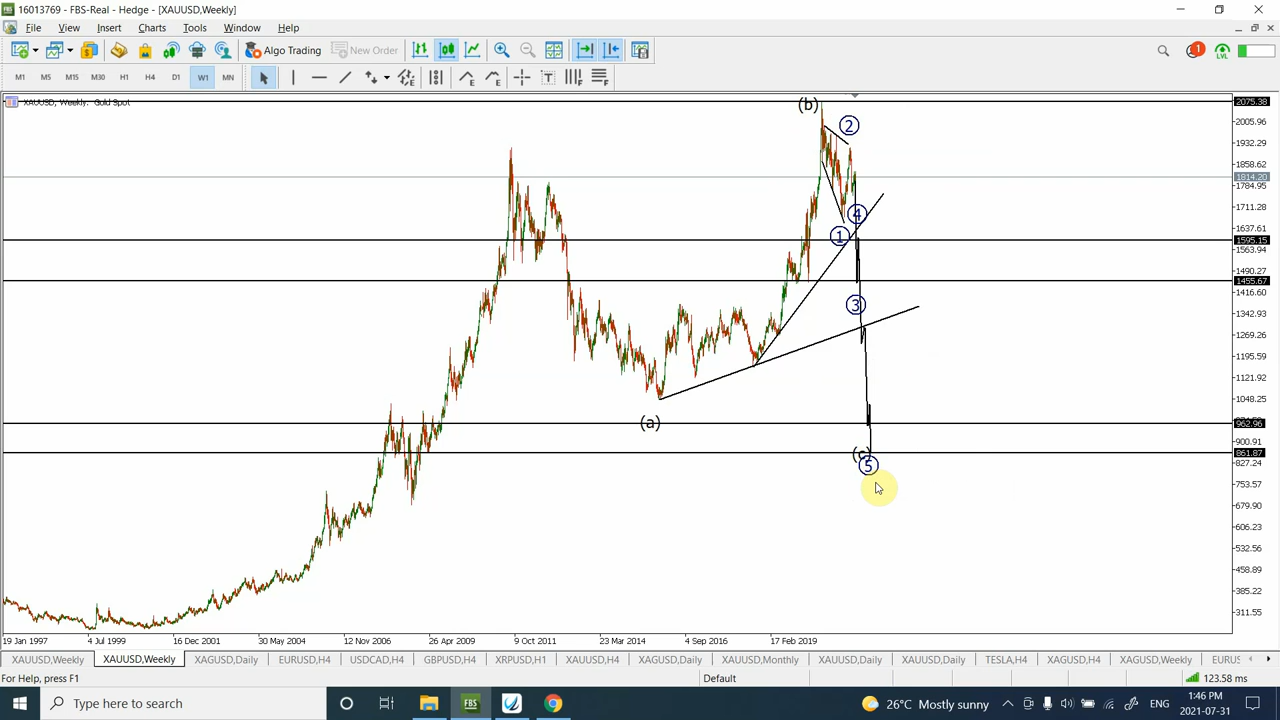 16013769 - FBS-Real - Hedge - [XAUUSD,Weekly]
File View Insert Charts Tools Window Help
Algo Trading New Order 1 LVL
M1 M5 M15 M30 H1 H4 D1 W1 MN
XAUUSD, Weekly: Gold Spot
(b)
2
1
4
3
(a)
(c)
5
2075.38
2005.96
1932.29
1858.62
1814.20
1784.95
1711.28
1637.61
1595.15
1563.94
1490.27
1455.67
1416.60
1342.93
1269.26
1195.59
1121.92
1048.25
962.96
900.91
861.87
827.24
753.57
679.90
606.23
532.56
458.89
385.22
311.55
19 Jan 1997 4 Jul 1999 16 Dec 2001 30 May 2004 12 Nov 2006 26 Apr 2009 9 Oct 2011 23 Mar 2014 4 Sep 2016 17 Feb 2019
XAUUSD,Weekly XAUUSD,Weekly XAGUSD,Daily EURUSD,H4 USDCAD,H4 GBPUSD,H4 XRPUSD,H1 XAUUSD,H4 XAGUSD,Daily XAUUSD,Monthly XAUUSD,Daily XAUUSD,Daily TESLA,H4 XAGUSD,H4 XAGUSD,Weekly EURUS
For Help, press F1 Default 123.58 ms
Type here to search FBS 26°C Mostly sunny ENG 1:46 PM
2021-07-31